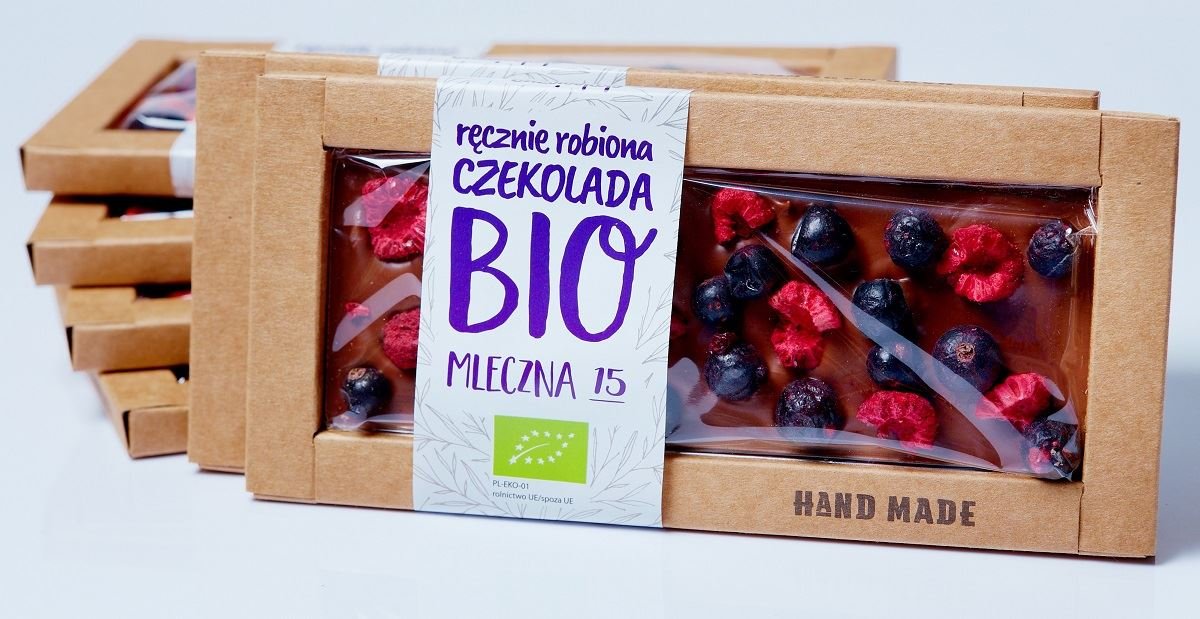 ręcznie robiona
CZEKOLADA
BIO
MLECZNA 15
PL-EKO-01
rolnictwo UE/spoza UE
HAND MADE